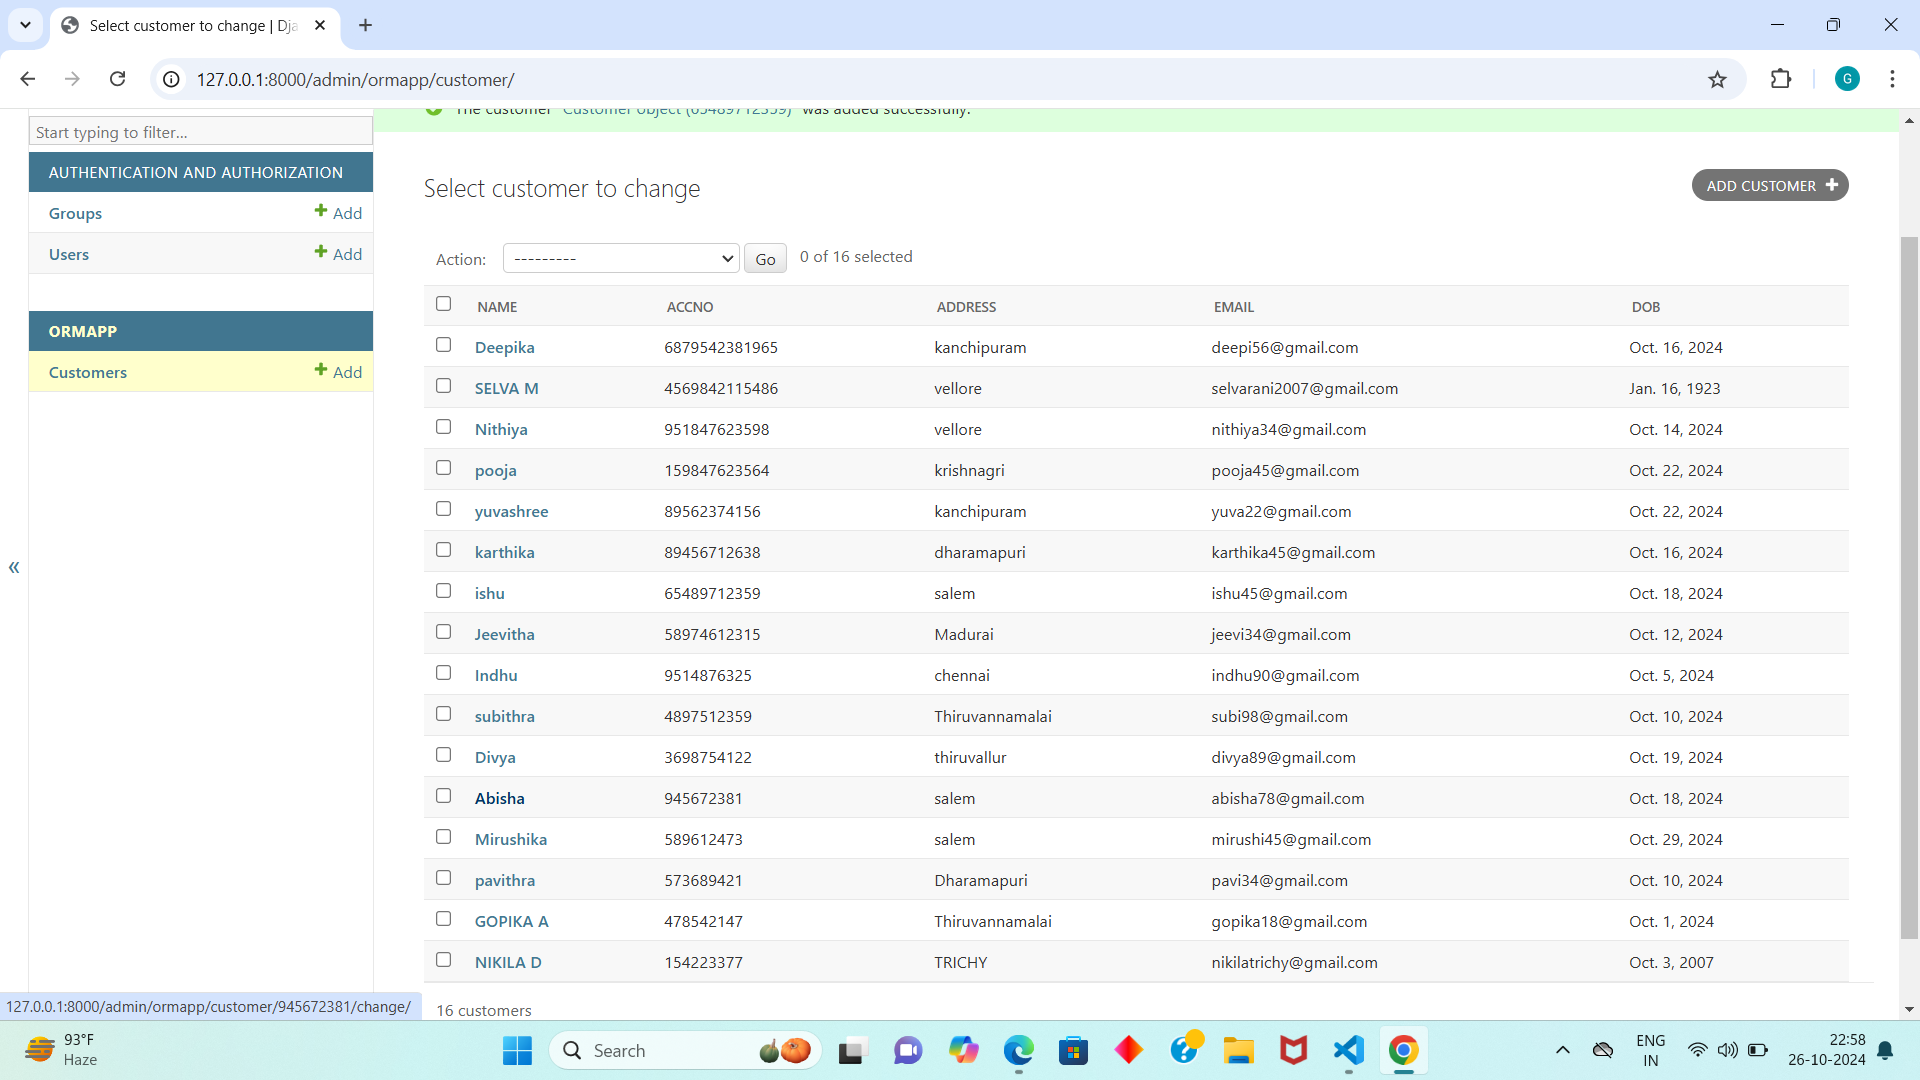 Select customer to change | Dja
127.0.0.1:8000/admin/ormapp/customer/
G
The customer "Customer object (65489712359)" was added successfully.
Start typing to filter...
AUTHENTICATION AND AUTHORIZATION
Groups + Add
Users + Add
ORMAPP
Customers + Add
«
Select customer to change
ADD CUSTOMER +
Action: --------- Go 0 of 16 selected
NAME ACCNO ADDRESS EMAIL DOB
Deepika 6879542381965 kanchipuram deepi56@gmail.com Oct. 16, 2024
SELVA M 4569842115486 vellore selvarani2007@gmail.com Jan. 16, 1923
Nithiya 951847623598 vellore nithiya34@gmail.com Oct. 14, 2024
pooja 159847623564 krishnagri pooja45@gmail.com Oct. 22, 2024
yuvashree 89562374156 kanchipuram yuva22@gmail.com Oct. 22, 2024
karthika 89456712638 dharamapuri karthika45@gmail.com Oct. 16, 2024
ishu 65489712359 salem ishu45@gmail.com Oct. 18, 2024
Jeevitha 58974612315 Madurai jeevi34@gmail.com Oct. 12, 2024
Indhu 9514876325 chennai indhu90@gmail.com Oct. 5, 2024
subithra 4897512359 Thiruvannamalai subi98@gmail.com Oct. 10, 2024
Divya 3698754122 thiruvallur divya89@gmail.com Oct. 19, 2024
Abisha 945672381 salem abisha78@gmail.com Oct. 18, 2024
Mirushika 589612473 salem mirushi45@gmail.com Oct. 29, 2024
pavithra 573689421 Dharamapuri pavi34@gmail.com Oct. 10, 2024
GOPIKA A 478542147 Thiruvannamalai gopika18@gmail.com Oct. 1, 2024
NIKILA D 154223377 TRICHY nikilatrichy@gmail.com Oct. 3, 2007
16 customers
127.0.0.1:8000/admin/ormapp/customer/945672381/change/
93°F
Haze
Search
ENG
IN
22:58
26-10-2024